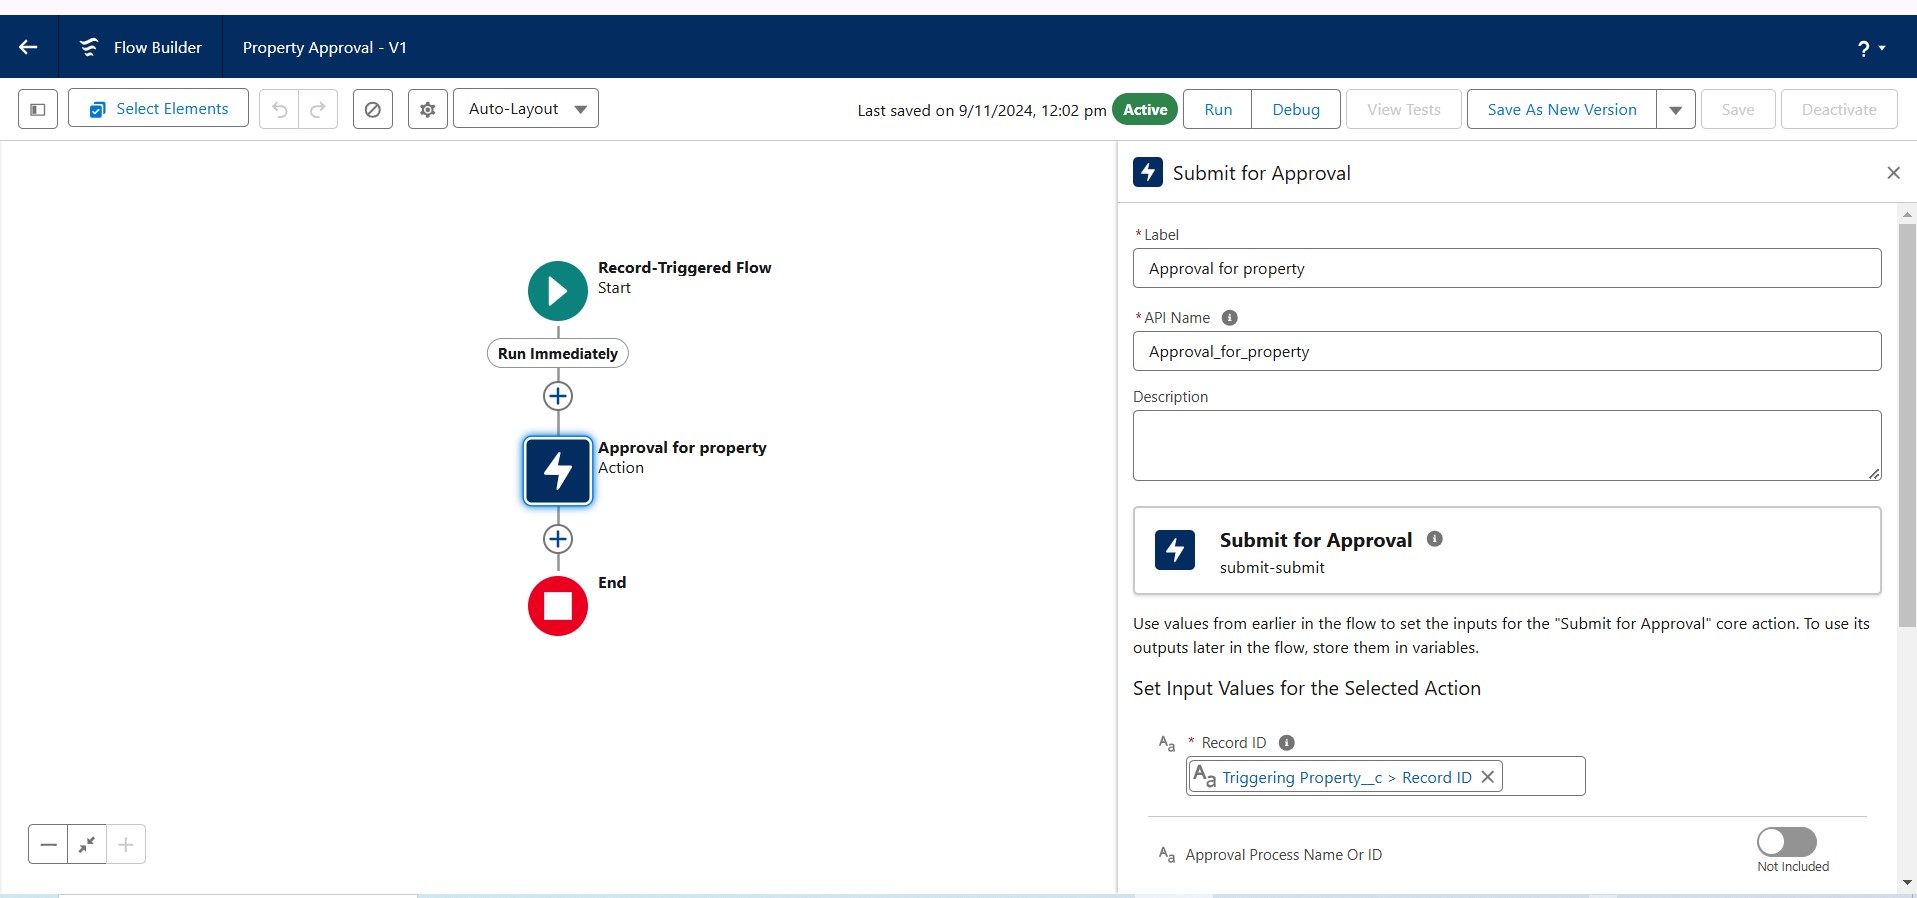 Flow Builder
Property Approval - V1
?
Select Elements
Auto-Layout
Last saved on 9/11/2024, 12:02 pm
Active
Run
Debug
View Tests
Save As New Version
Save
Deactivate
Record-Triggered Flow
Start
Run Immediately
Approval for property
Action
End
Submit for Approval
* Label
Approval for property
* API Name
Approval_for_property
Description
Submit for Approval
submit-submit
Use values from earlier in the flow to set the inputs for the "Submit for Approval" core action. To use its
outputs later in the flow, store them in variables.
Set Input Values for the Selected Action
Aa * Record ID
Aa Triggering Property__c > Record ID
Aa Approval Process Name Or ID
Not Included